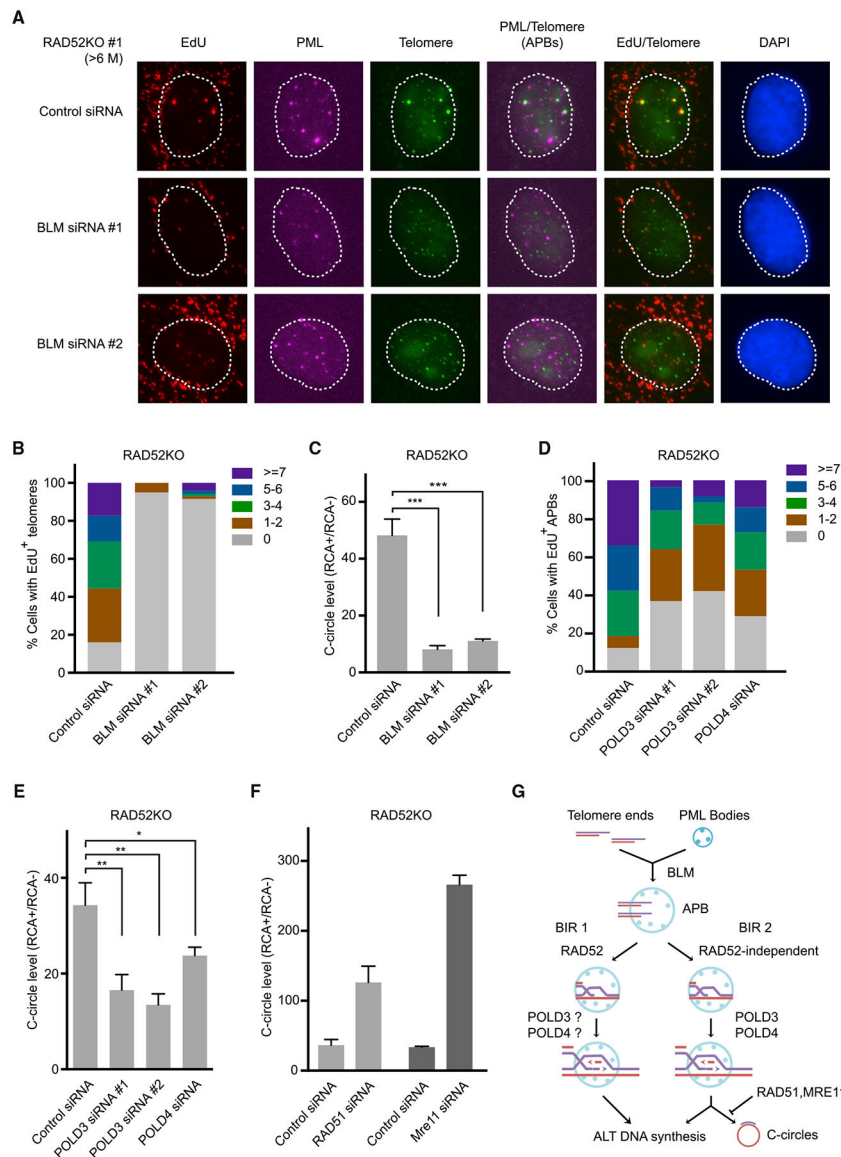 A
RAD52KO #1
(>6 M)
EdU
PML
Telomere
PML/Telomere
(APBs)
EdU/Telomere
DAPI
Control siRNA
BLM siRNA #1
BLM siRNA #2
B
RAD52KO
% Cells with EdU+ telomeres
100
80
60
40
20
0
>=7
5-6
3-4
1-2
0
Control siRNA
BLM siRNA #1
BLM siRNA #2
C
RAD52KO
C-circle level (RCA+/RCA-)
60
40
20
0
***
***
Control siRNA
BLM siRNA #1
BLM siRNA #2
D
RAD52KO
% Cells with EdU+ APBs
100
80
60
40
20
0
>=7
5-6
3-4
1-2
0
Control siRNA
POLD3 siRNA #1
POLD3 siRNA #2
POLD4 siRNA
E
RAD52KO
C-circle level (RCA+/RCA-)
40
20
0
*
**
**
Control siRNA
POLD3 siRNA #1
POLD3 siRNA #2
POLD4 siRNA
F
RAD52KO
C-circle level (RCA+/RCA-)
300
200
100
0
Control siRNA
RAD51 siRNA
Control siRNA
Mre11 siRNA
G
Telomere ends
PML Bodies
BLM
APB
BIR 1
BIR 2
RAD52
RAD52-independent
POLD3 ?
POLD4 ?
POLD3
POLD4
RAD51,MRE11
ALT DNA synthesis
C-circles